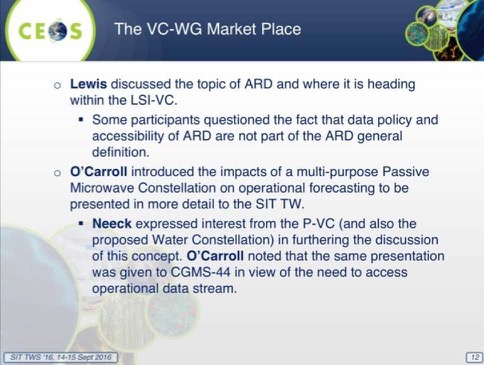 CE S
The VC-WG Market Place
o Lewis discussed the topic of ARD and where it is heading
within the LSI-VC.
▪ Some participants questioned the fact that data policy and
accessibility of ARD are not part of the ARD general
definition.
o O'Carroll introduced the impacts of a multi-purpose Passive
Microwave Constellation on operational forecasting to be
presented in more detail to the SIT TW.
▪ Neeck expressed interest from the P-VC (and also the
proposed Water Constellation) in furthering the discussion
of this concept. O'Carroll noted that the same presentation
was given to CGMS-44 in view of the need to access
operational data stream.
SIT TWS '16, 14-15 Sept 2016
12